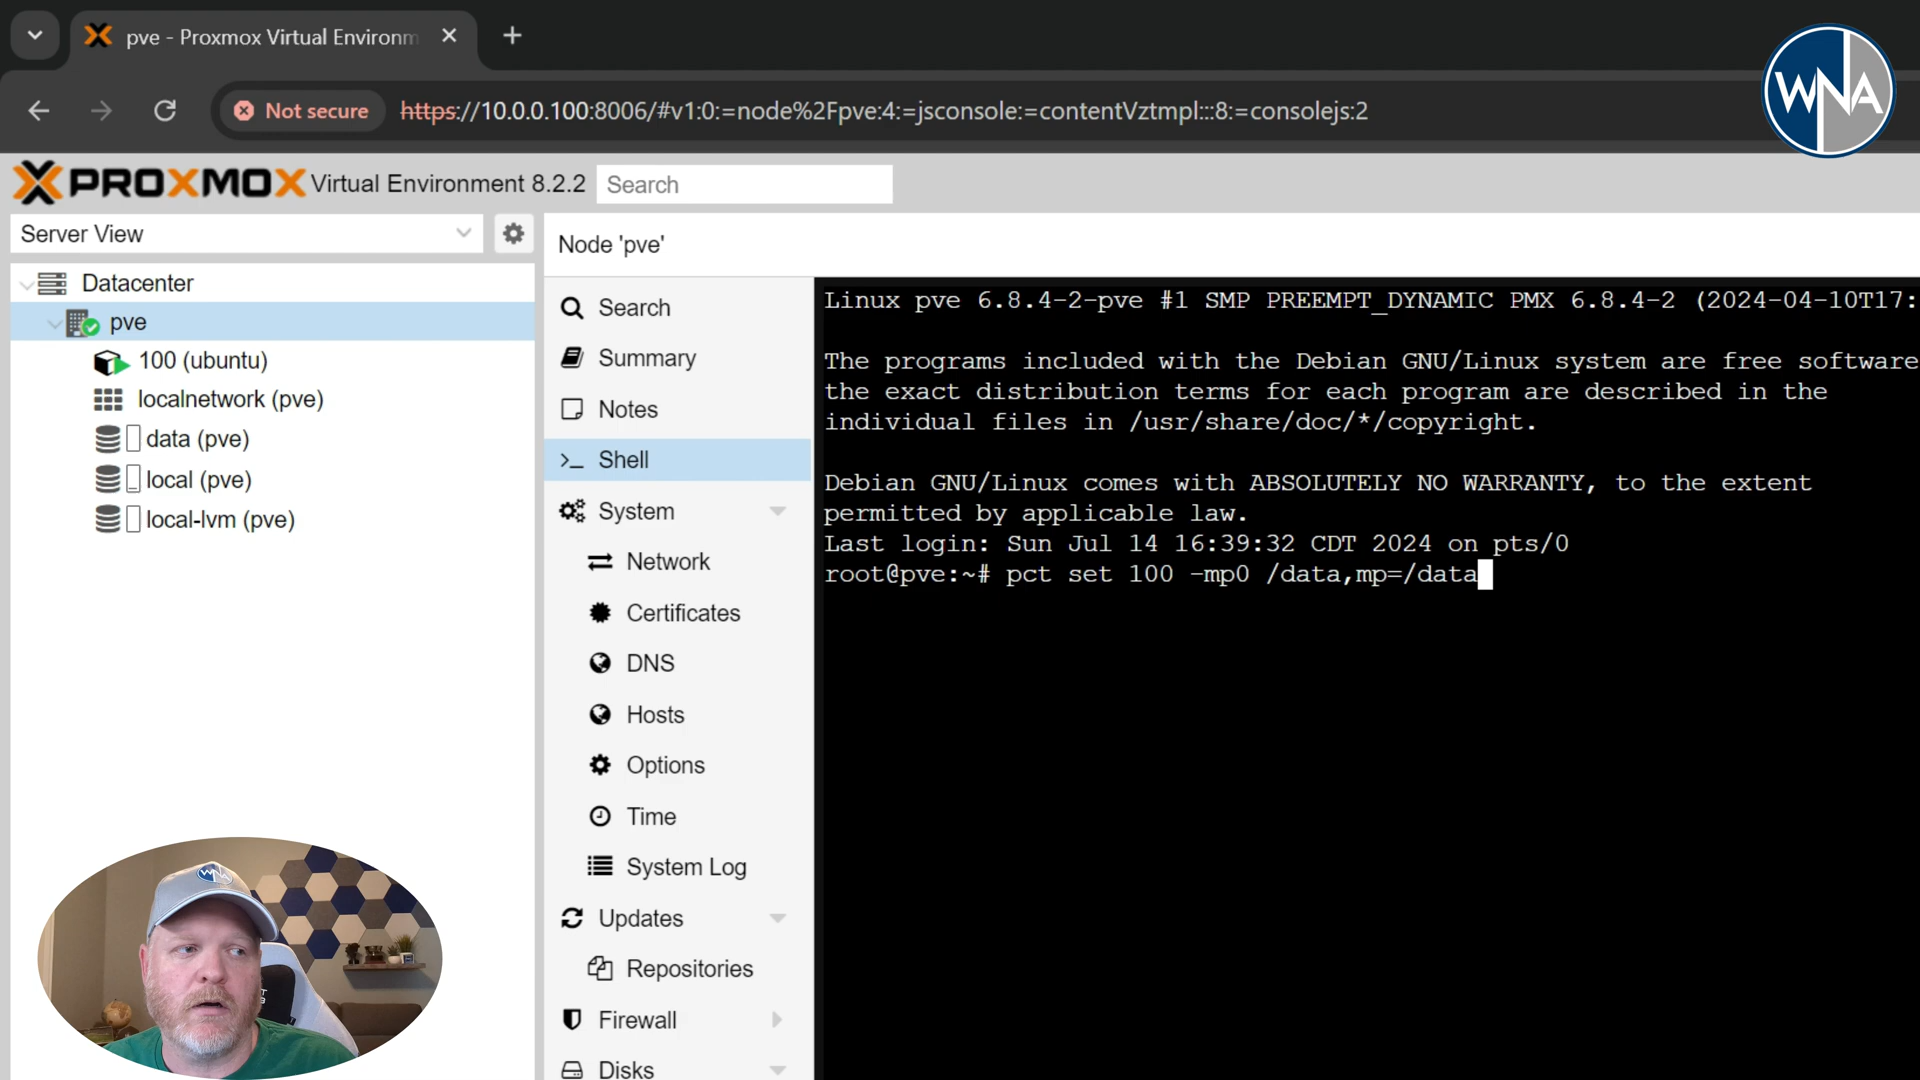 pve - Proxmox Virtual Environm
WNA
Not secure https://10.0.0.100:8006/#v1:0:=node%2Fpve:4:=jsconsole:=contentVztmpl:::8:=consolejs:2
PROXMOX Virtual Environment 8.2.2 Search
Server View
Node 'pve'
Datacenter
pve
100 (ubuntu)
localnetwork (pve)
data (pve)
local (pve)
local-lvm (pve)
Search
Summary
Notes
Shell
System
Network
Certificates
DNS
Hosts
Options
Time
System Log
Updates
Repositories
Firewall
Disks
Linux pve 6.8.4-2-pve #1 SMP PREEMPT_DYNAMIC PMX 6.8.4-2 (2024-04-10T17:
The programs included with the Debian GNU/Linux system are free software
the exact distribution terms for each program are described in the
individual files in /usr/share/doc/*/copyright.
Debian GNU/Linux comes with ABSOLUTELY NO WARRANTY, to the extent
permitted by applicable law.
Last login: Sun Jul 14 16:39:32 CDT 2024 on pts/0
root@pve:~# pct set 100 -mp0 /data,mp=/data
WNA